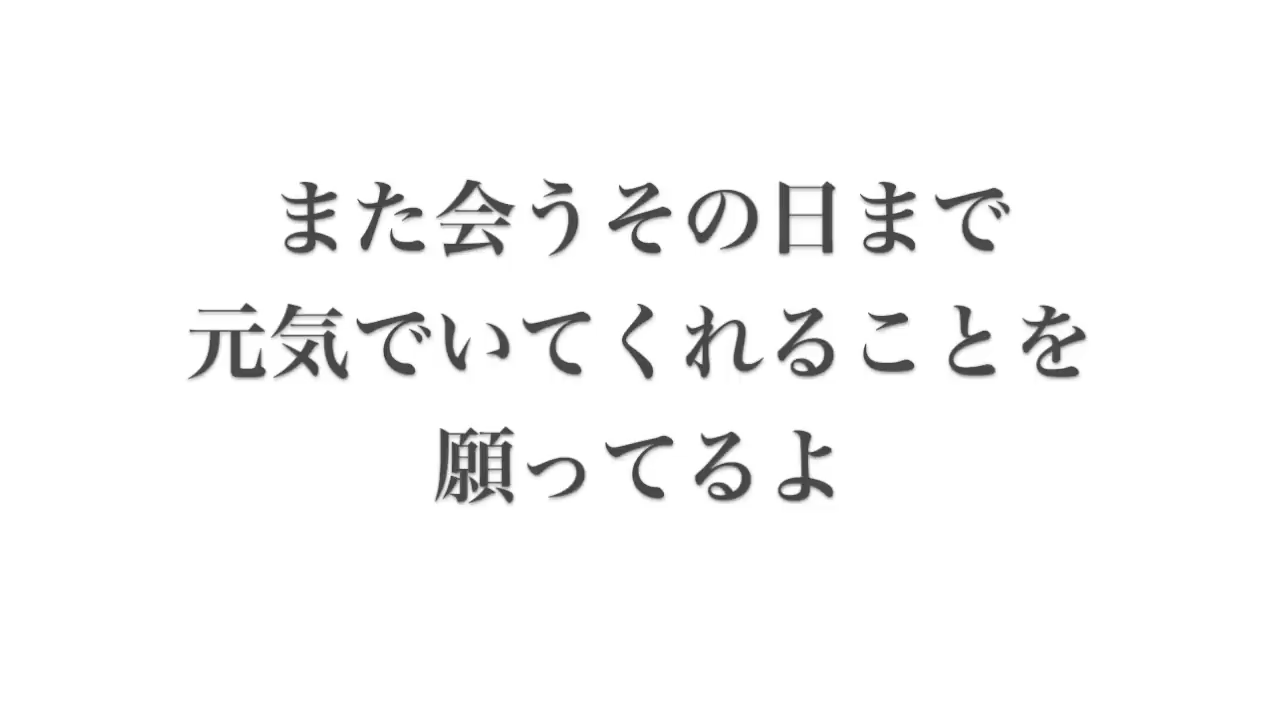 また会うその日まで
元気でいてくれることを
願ってるよ